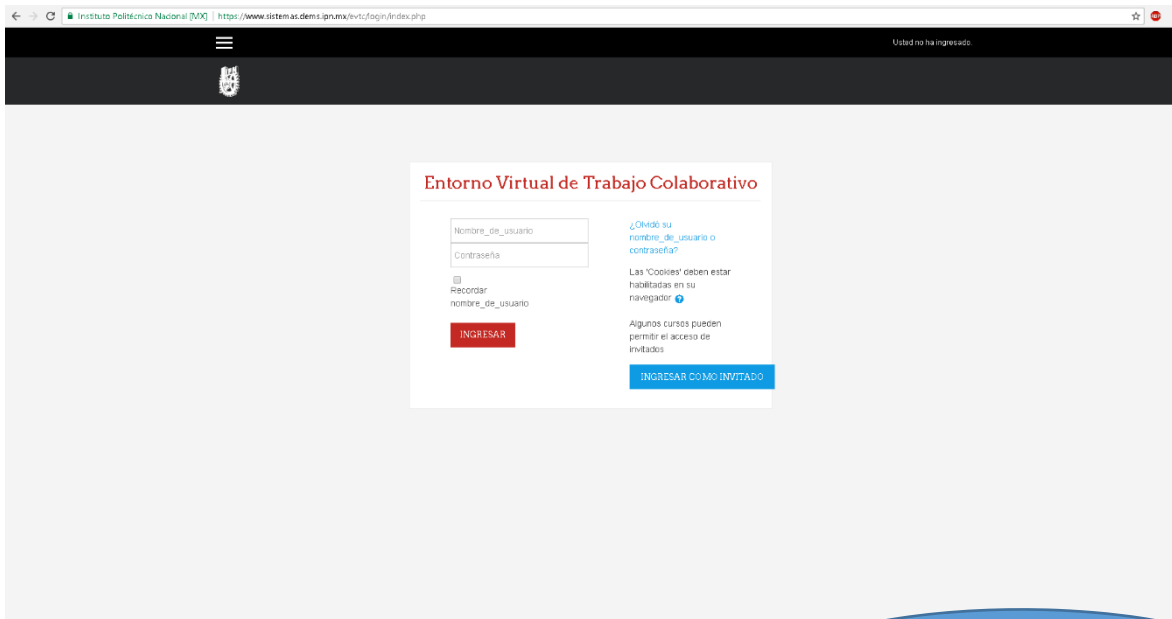 Instituto Politécnico Nacional [MX] | https://www.sistemas.dems.ipn.mx/evtc/login/index.php
Usted no ha ingresado.
Entorno Virtual de Trabajo Colaborativo
Nombre_de_usuario
Contraseña
Recordar
nombre_de_usuario
INGRESAR
¿Olvidó su
nombre_de_usuario o
contraseña?
Las 'Cookies' deben estar
habilitadas en su
navegador ?
Algunos cursos pueden
permitir el acceso de
invitados
INGRESAR COMO INVITADO